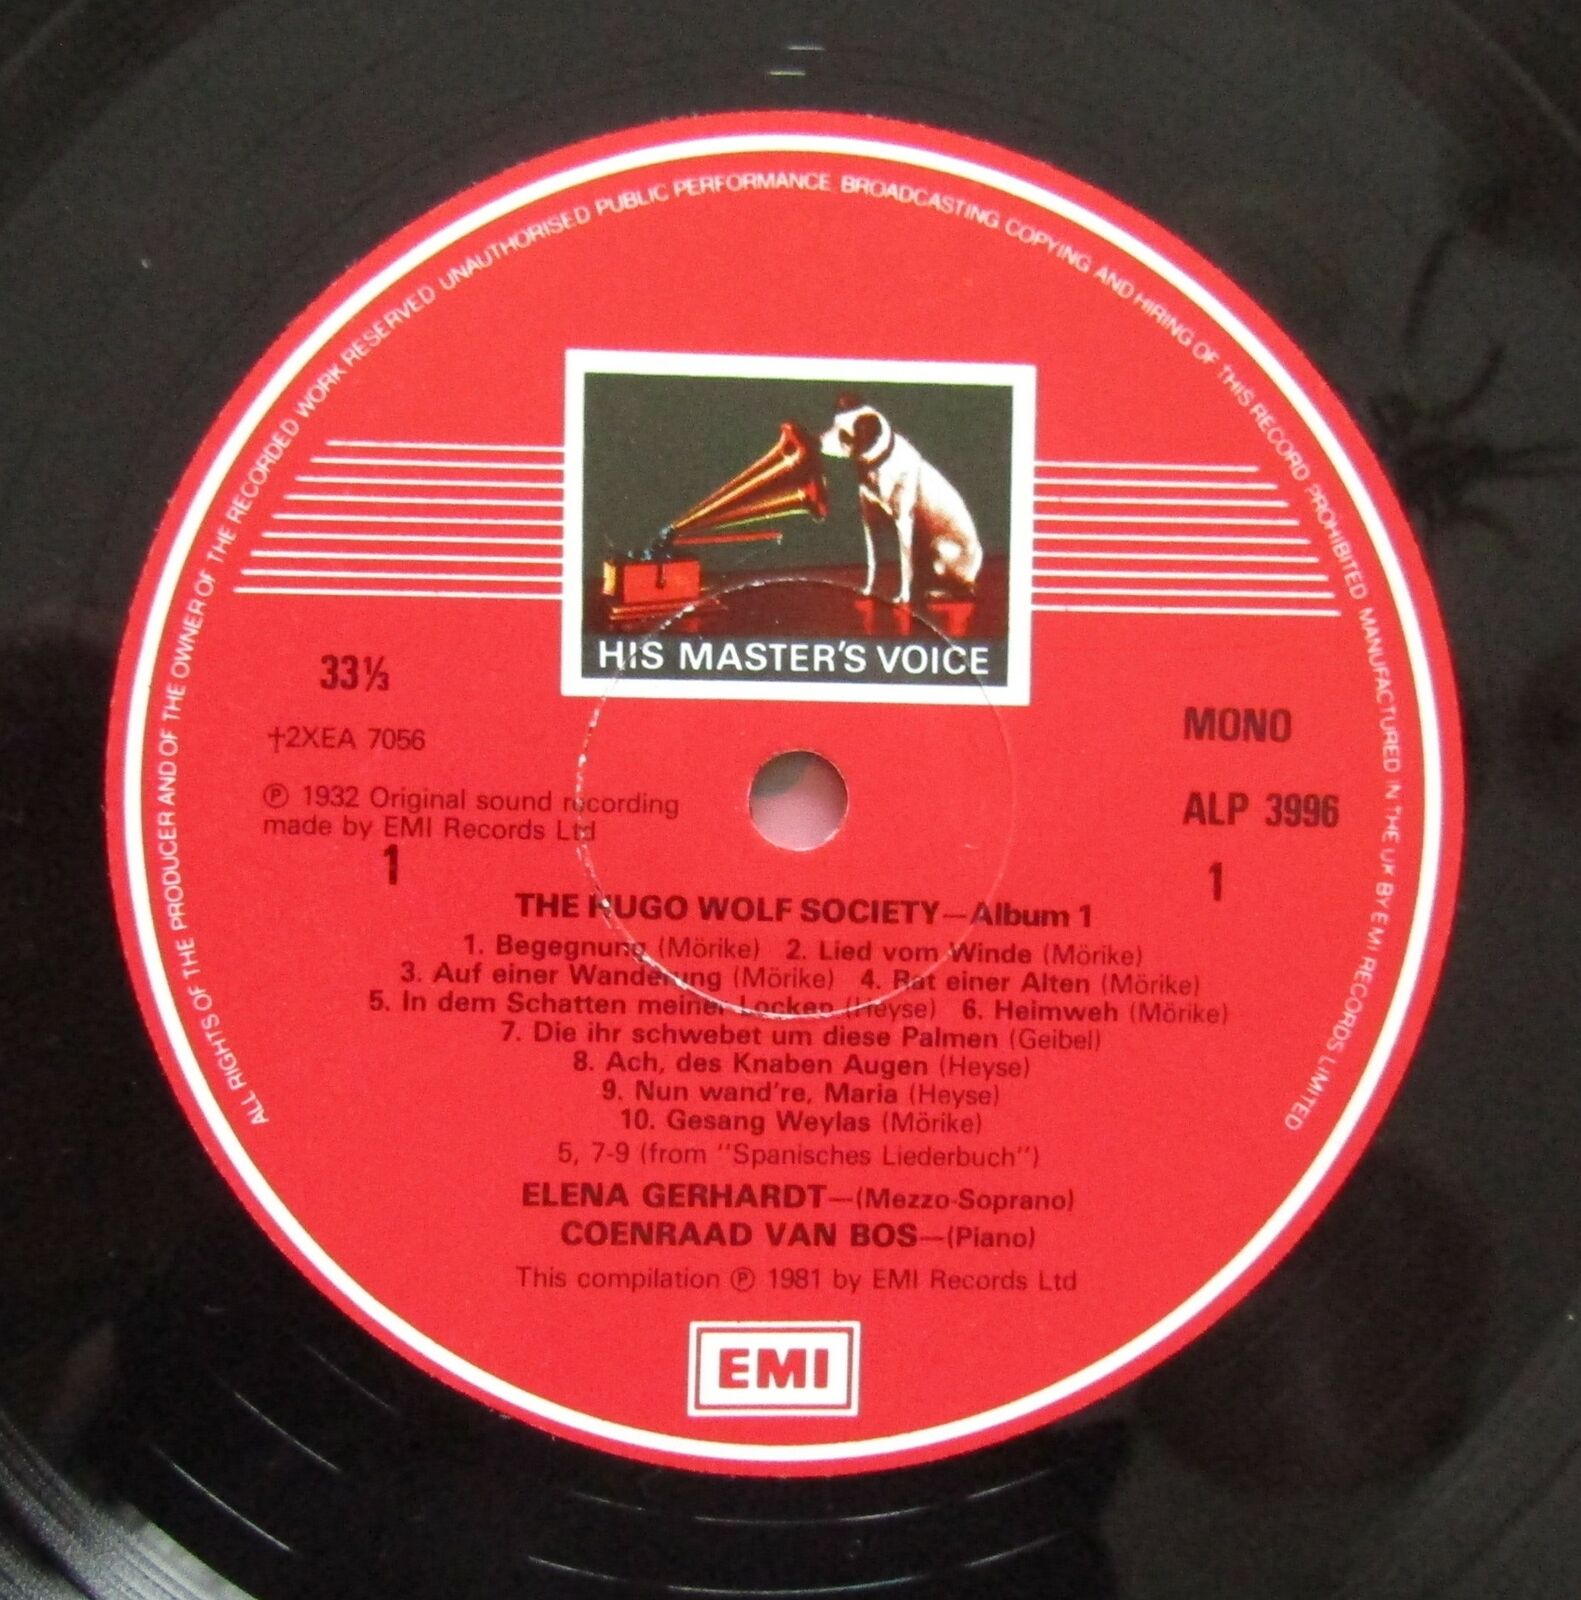 ALL RIGHTS OF THE PRODUCER AND OF THE OWNER OF THE RECORDED WORK RESERVED UNAUTHORISED PUBLIC PERFORMANCE BROADCASTING COPYING AND HIRING OF THIS RECORD PROHIBITED MANUFACTURED IN THE UK BY EMI RECORDS LIMITED
HIS MASTER'S VOICE
33⅓
†2XEA 7056
℗ 1932 Original sound recording
made by EMI Records Ltd
1
MONO
ALP 3996
1
THE HUGO WOLF SOCIETY—Album 1
1. Begegnung (Mörike) 2. Lied vom Winde (Mörike)
3. Auf einer Wanderung (Mörike) 4. Rat einer Alten (Mörike)
5. In dem Schatten meiner Locken (Heyse) 6. Heimweh (Mörike)
7. Die ihr schwebet um diese Palmen (Geibel)
8. Ach, des Knaben Augen (Heyse)
9. Nun wand're, Maria (Heyse)
10. Gesang Weylas (Mörike)
5, 7-9 (from "Spanisches Liederbuch")
ELENA GERHARDT—(Mezzo-Soprano)
COENRAAD VAN BOS—(Piano)
This compilation ℗ 1981 by EMI Records Ltd
EMI